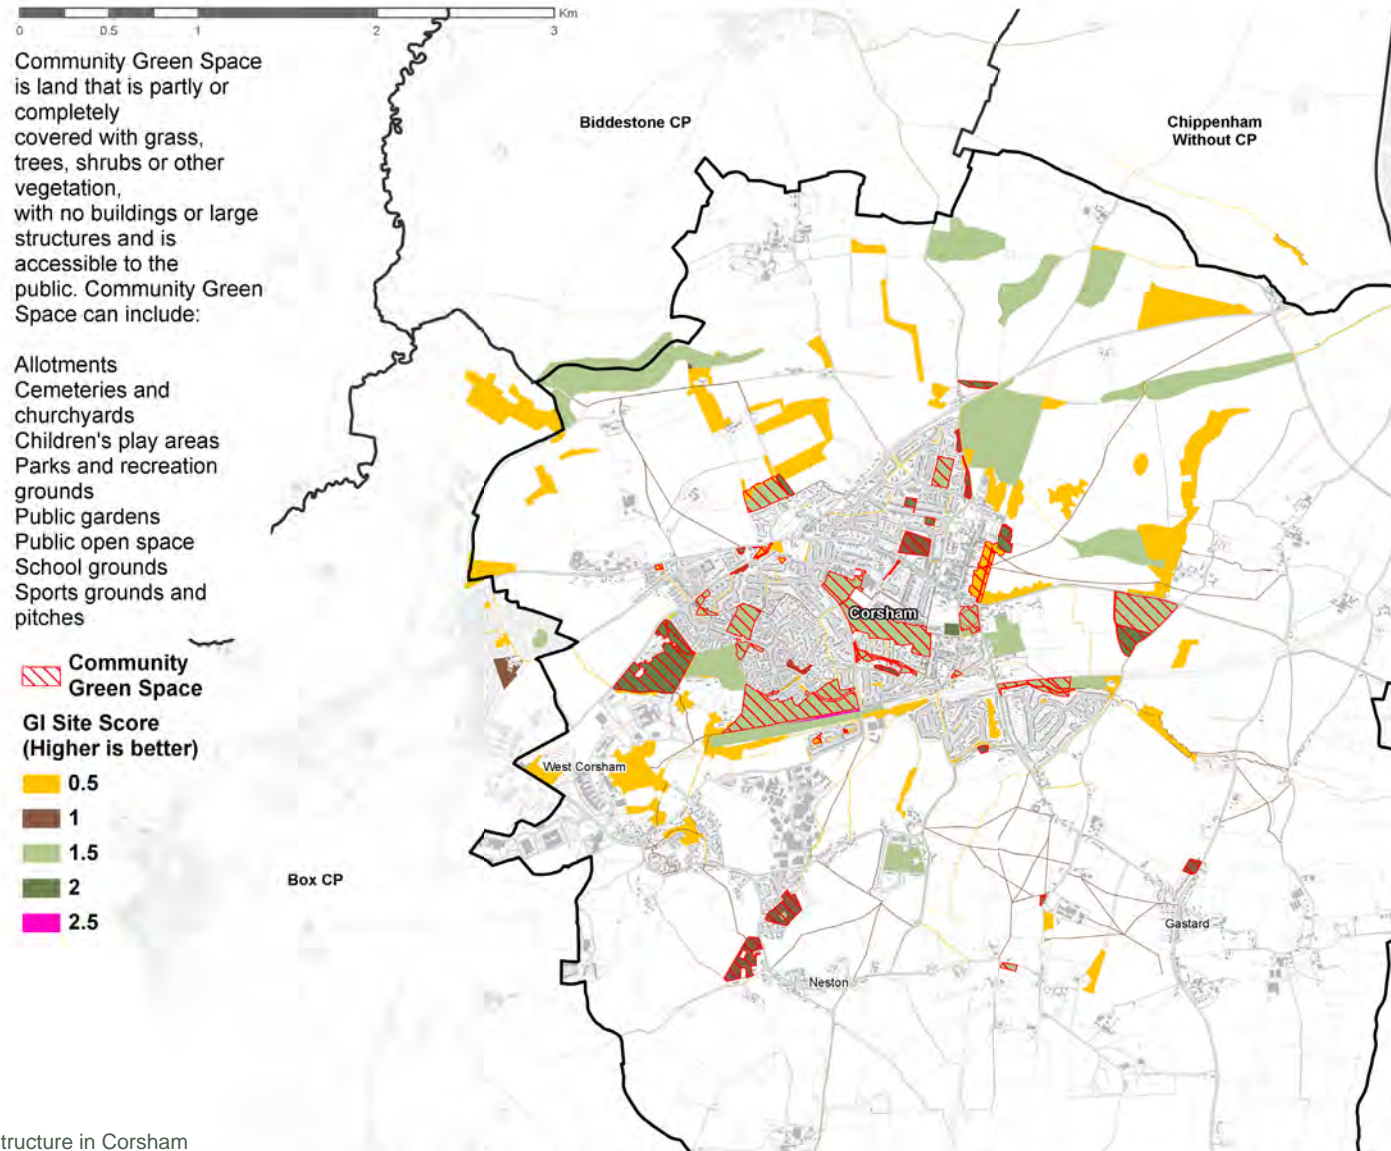 Km
0 0.5 1 2 3
Community Green Space
is land that is partly or
completely
covered with grass,
trees, shrubs or other
vegetation,
with no buildings or large
structures and is
accessible to the
public. Community Green
Space can include:
Allotments
Cemeteries and
churchyards
Children's play areas
Parks and recreation
grounds
Public gardens
Public open space
School grounds
Sports grounds and
pitches
Community
Green Space
GI Site Score
(Higher is better)
0.5
1
1.5
2
2.5
Biddestone CP
Chippenham
Without CP
Corsham
West Corsham
Box CP
Gastard
Neston
tructure in Corsham